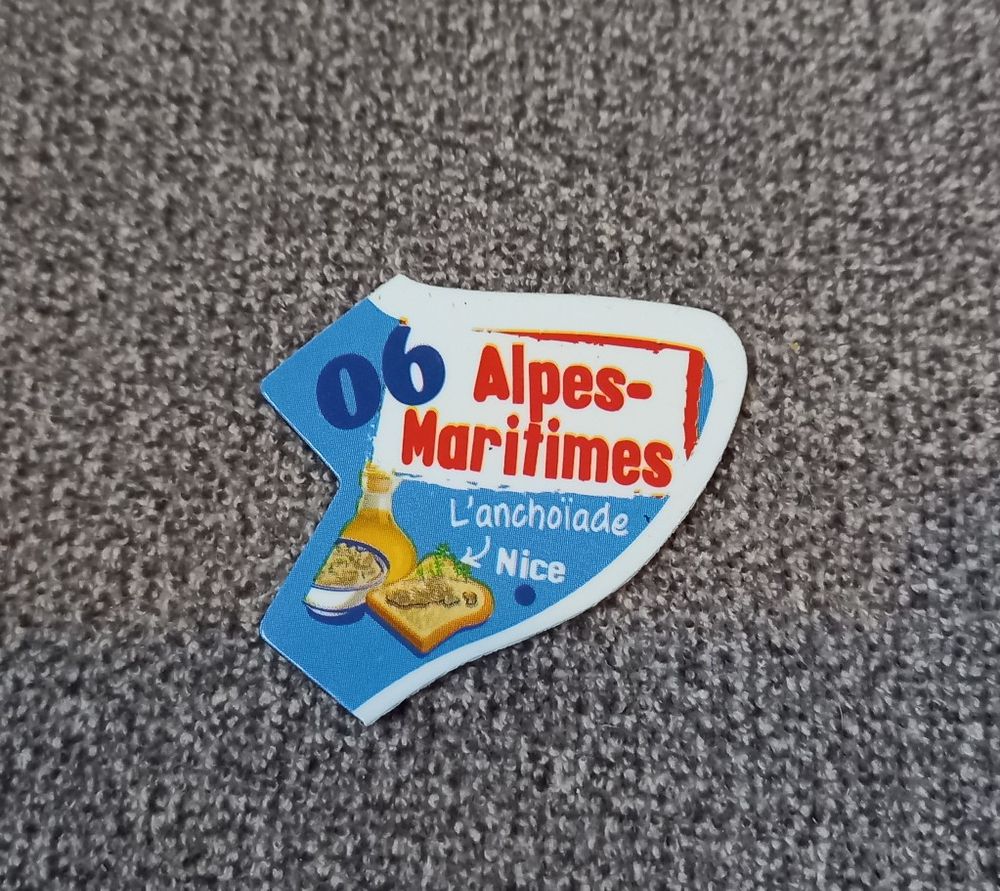 06
Alpes-
Maritimes
L'anchoïade
Nice